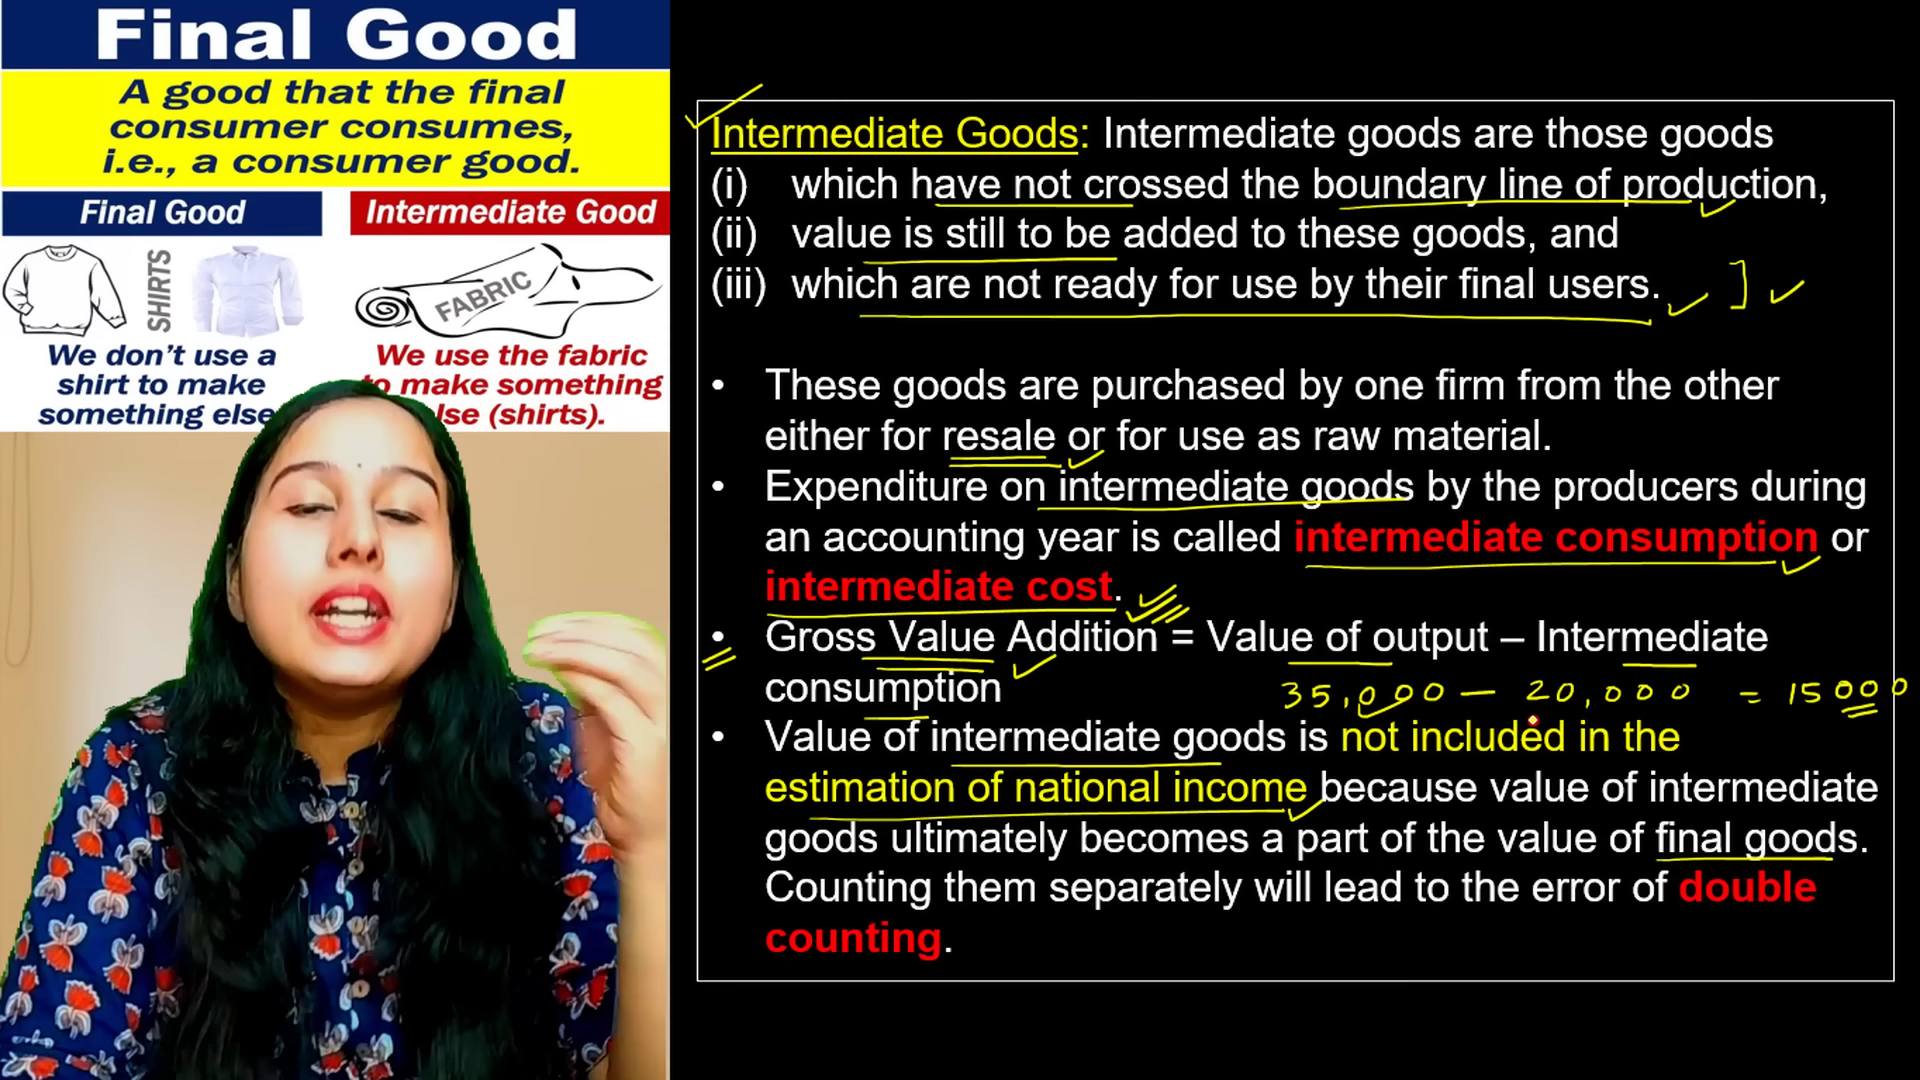 Final Good
A good that the final
consumer consumes,
i.e., a consumer good.
Final Good
Intermediate Good
SHIRTS
FABRIC
We don't use a
shirt to make
something else
We use the fabric
to make something
lse (shirts).
Intermediate Goods: Intermediate goods are those goods
(i) which have not crossed the boundary line of production,
(ii) value is still to be added to these goods, and
(iii) which are not ready for use by their final users.
• These goods are purchased by one firm from the other
either for resale or for use as raw material.
• Expenditure on intermediate goods by the producers during
an accounting year is called intermediate consumption or
intermediate cost.
• Gross Value Addition = Value of output – Intermediate
consumption
35,000 — 20,000 = 15000
• Value of intermediate goods is not included in the
estimation of national income because value of intermediate
goods ultimately becomes a part of the value of final goods.
Counting them separately will lead to the error of double
counting.